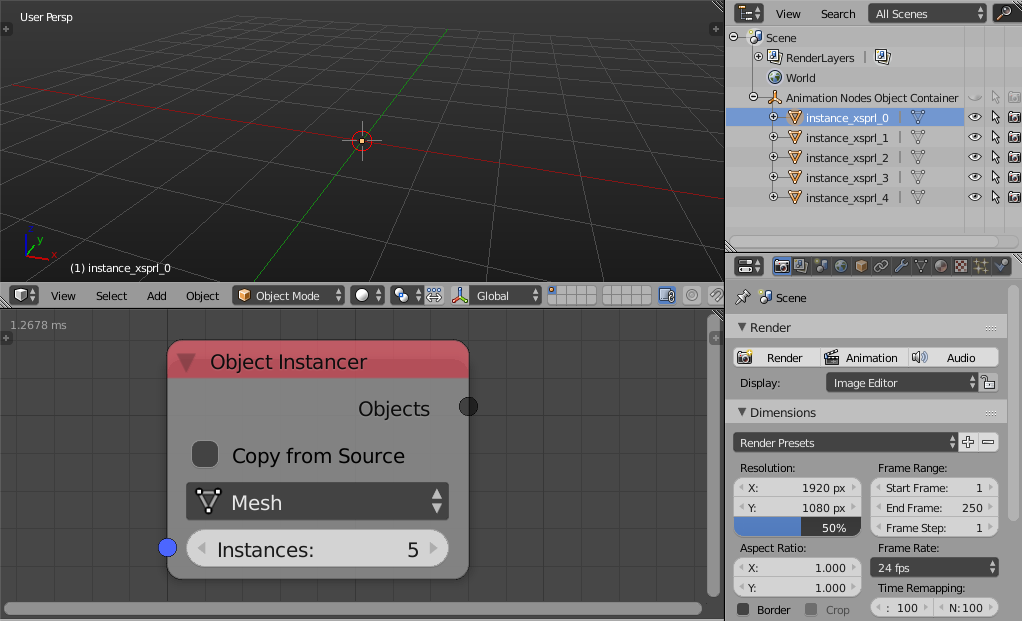 User Persp
z
y
x
(1) instance_xsprl_0
View Select Add Object Object Mode Global
1.2678 ms
Object Instancer
Objects
Copy from Source
Mesh
Instances: 5
View Search All Scenes
Scene
RenderLayers
World
Animation Nodes Object Container
instance_xsprl_0
instance_xsprl_1
instance_xsprl_2
instance_xsprl_3
instance_xsprl_4
Scene
Render
Render Animation Audio
Display: Image Editor
Dimensions
Render Presets
Resolution:
X: 1920 px
Y: 1080 px
50%
Aspect Ratio:
X: 1.000
Y: 1.000
Border Crop
Frame Range:
Start Frame: 1
End Frame: 250
Frame Step: 1
Frame Rate:
24 fps
Time Remapping:
: 100 N: 100